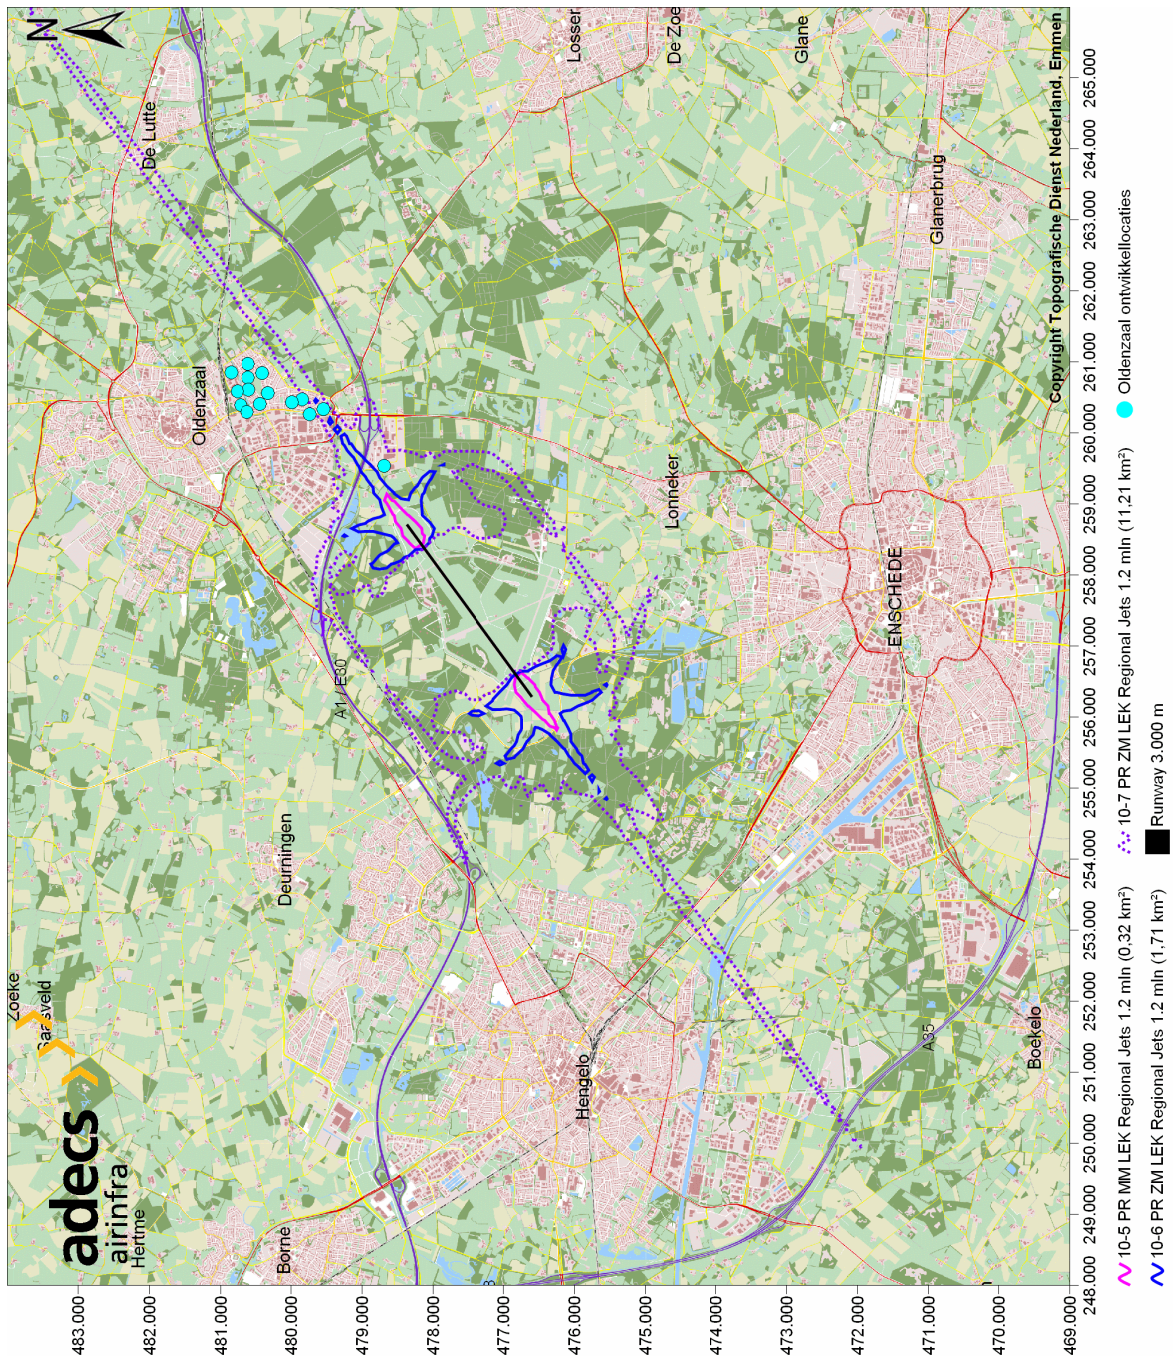 N
adecs
airinfra
Zoeke
Hertme
Borne
Deurningen
Hengelo
Boekelo
A35
A1 / E30
Oldenzaal
De Lutte
Losser
De Zoe
Glane
Glanerbrug
Lonneker
ENSCHEDE
Copyright Topografische Dienst Nederland, Emmen
483.000
482.000
481.000
480.000
479.000
478.000
477.000
476.000
475.000
474.000
473.000
472.000
471.000
470.000
469.000
248.000
249.000
250.000
251.000
252.000
253.000
254.000
255.000
256.000
257.000
258.000
259.000
260.000
261.000
262.000
263.000
264.000
265.000
10-5 PR MM LEK Regional Jets 1.2 mln (0,32 km²)
10-6 PR ZM LEK Regional Jets 1.2 mln (1,71 km²)
10-7 PR ZM LEK Regional Jets 1.2 mln (11,21 km²)
Runway 3.000 m
Oldenzaal ontwikkellocaties